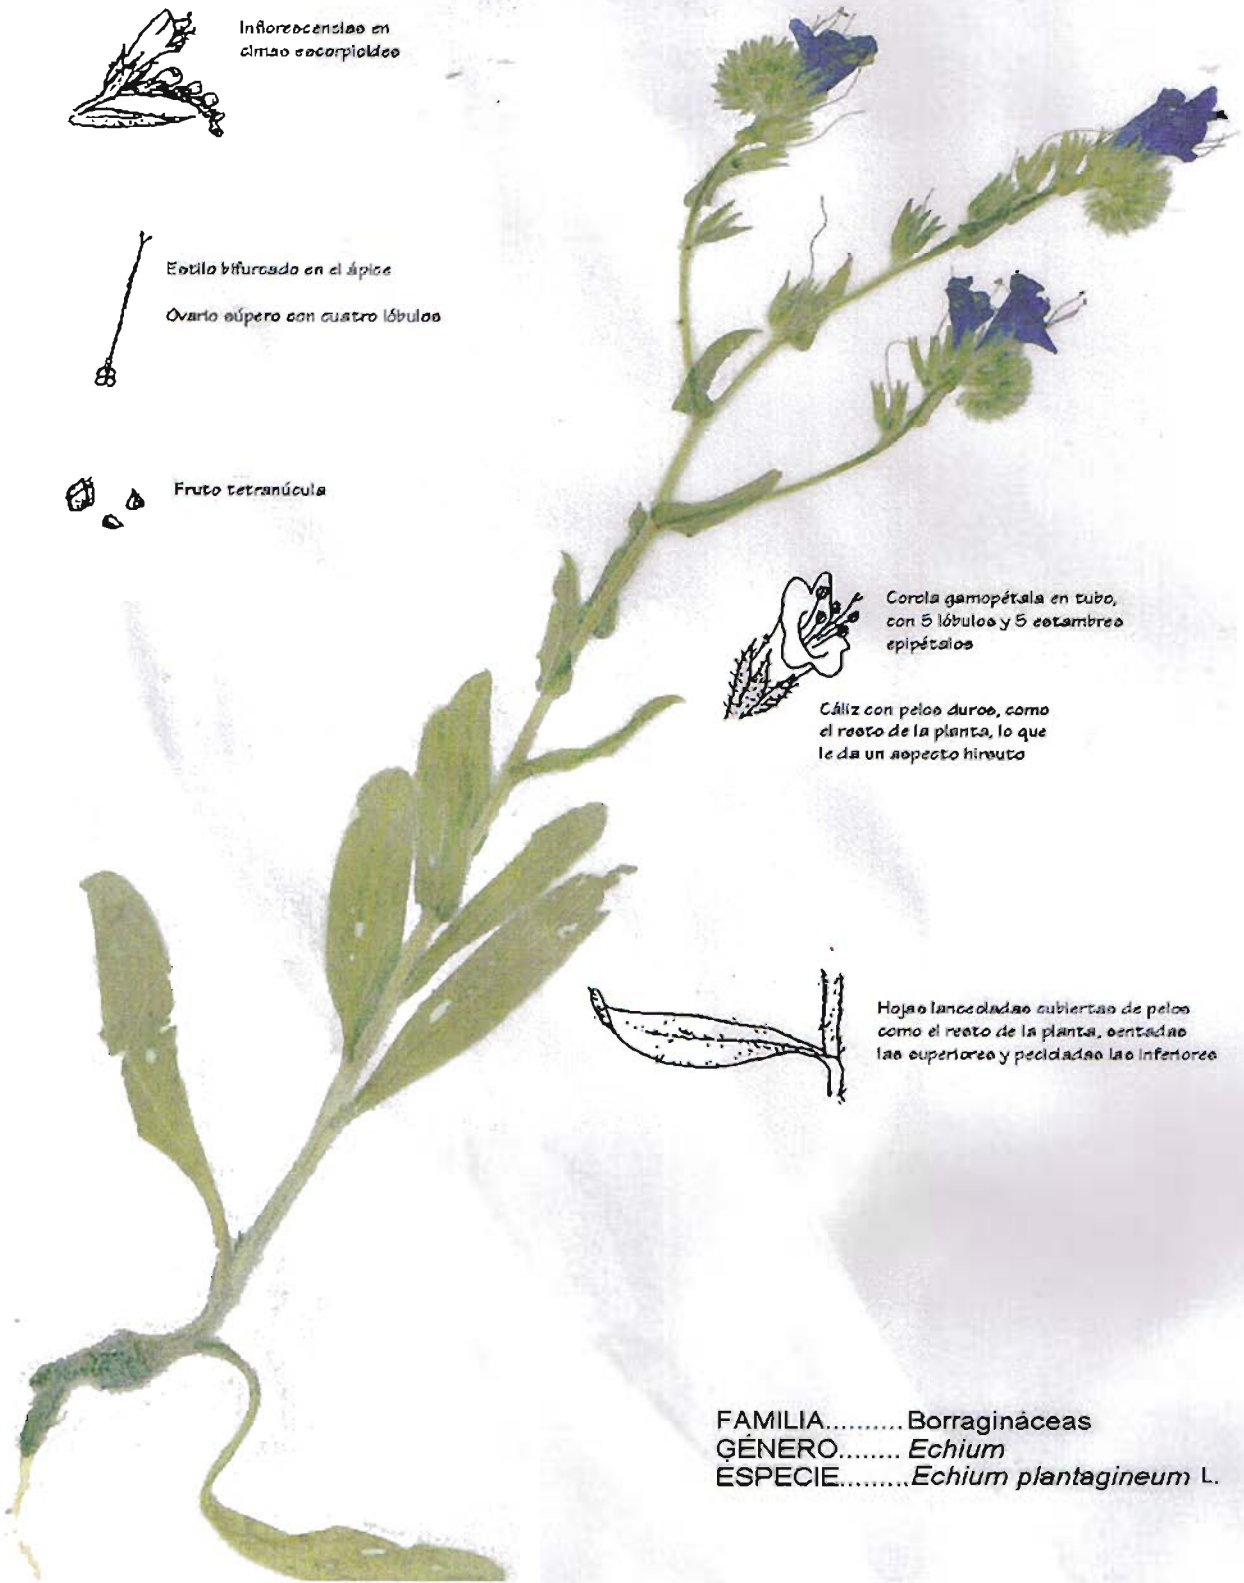 Inflorescencias en
cimas escorpioides
Estilo bifurcado en el ápice
Ovario súpero con cuatro lóbulos
Fruto tetranúcula
Corola gamopétala en tubo,
con 5 lóbulos y 5 estambres
epipétalos
Cáliz con pelos duros, como
el resto de la planta, lo que
le da un aspecto hirsuto
Hojas lanceoladas cubiertas de pelos
como el resto de la planta, sentadas
las superiores y pecioladas las inferiores
FAMILIA.......... Borragináceas
GÉNERO........ Echium
ESPECIE.........Echium plantagineum L.